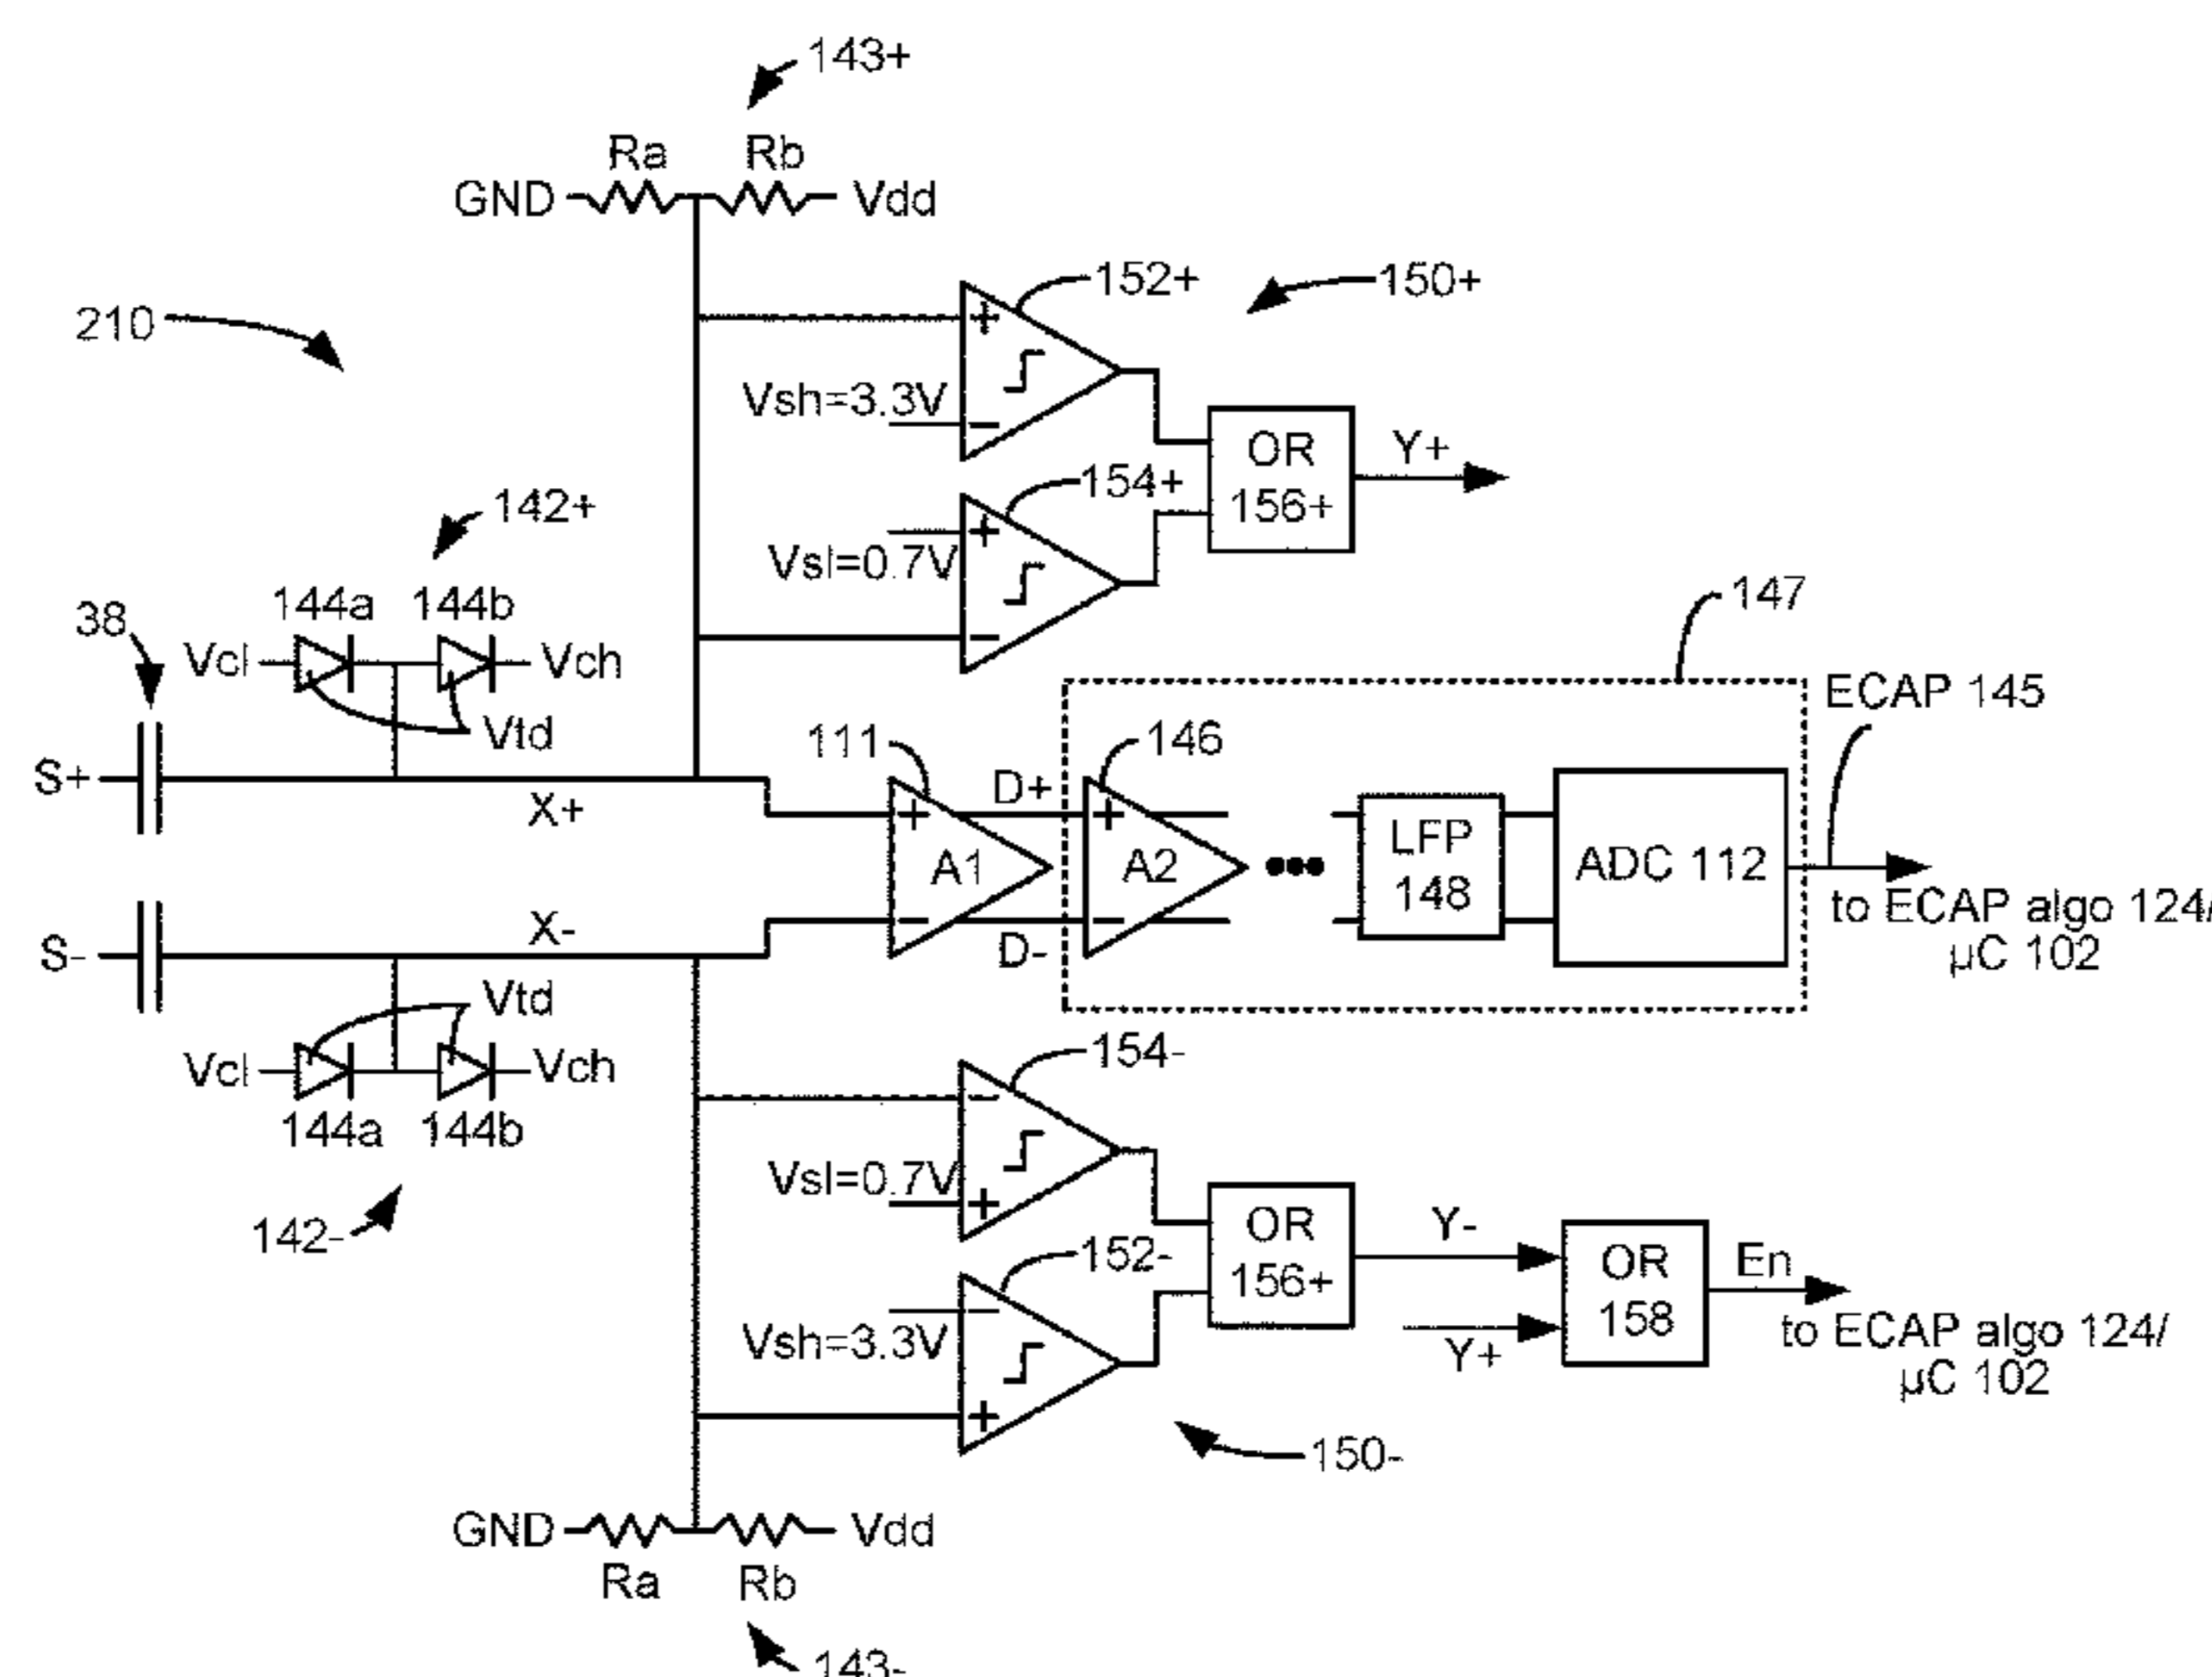 143+
Ra Rb
GND Vdd
152+ 150+
210
+
Vsh=3.3V
−
OR
156+
Y+
142+
154+
+
Vsl=0.7V
−
147
38
144a 144b
Vcl Vch
Vtd
ECAP 145
111 146
S+
X+
D+
+ +
A1 A2
LFP
148
ADC 112
to ECAP algo 124/
µC 102
S-
X-
− −
D-
Vtd
Vcl Vch
144a 144b
142-
154-
−
Vsl=0.7V
+
OR
156+
Y-
152-
−
Vsh=3.3V
+
Y+
OR
158
En
to ECAP algo 124/
µC 102
150-
GND Vdd
Ra Rb
143-